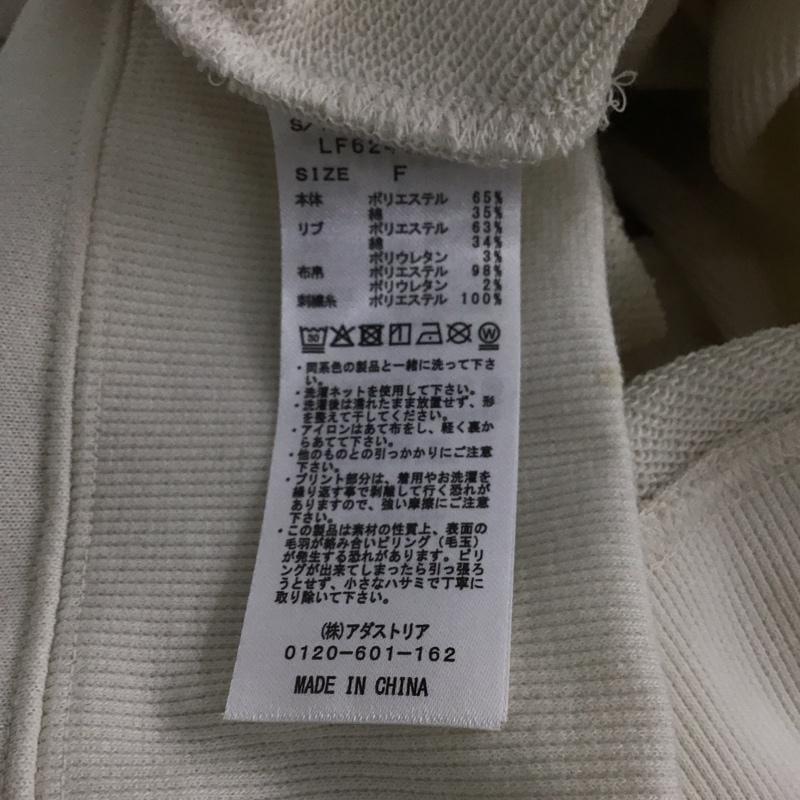 S/
LF624
SIZE F
本体 ポリエステル 65%
綿 35%
リブ ポリエステル 63%
綿 34%
ポリウレタン 3%
布帛 ポリエステル 98%
ポリウレタン 2%
刺繍糸 ポリエステル 100%
30 W
・同系色の製品と一緒に洗って下さ
い。
・洗濯ネットを使用して下さい。
・洗濯後は濡れたまま放置せず、形
を整えて干してください。
・アイロンはあて布をし、軽く裏か
らあてて下さい。
・他のものとの引っかかりにご注意
下さい。
・プリント部分は、着用やお洗濯を
繰り返す事で剥離して行く恐れが
ありますので、強い摩擦にご注意
下さい。
・この製品は素材の性質上、表面の
毛羽が絡み合いピリング（毛玉）
が発生する恐れがあります。ピリ
ングが出来てしまったら引っ張ろ
うとせず、小さなハサミで丁寧に
取り除いて下さい。
(株)アダストリア
0120-601-162
MADE IN CHINA